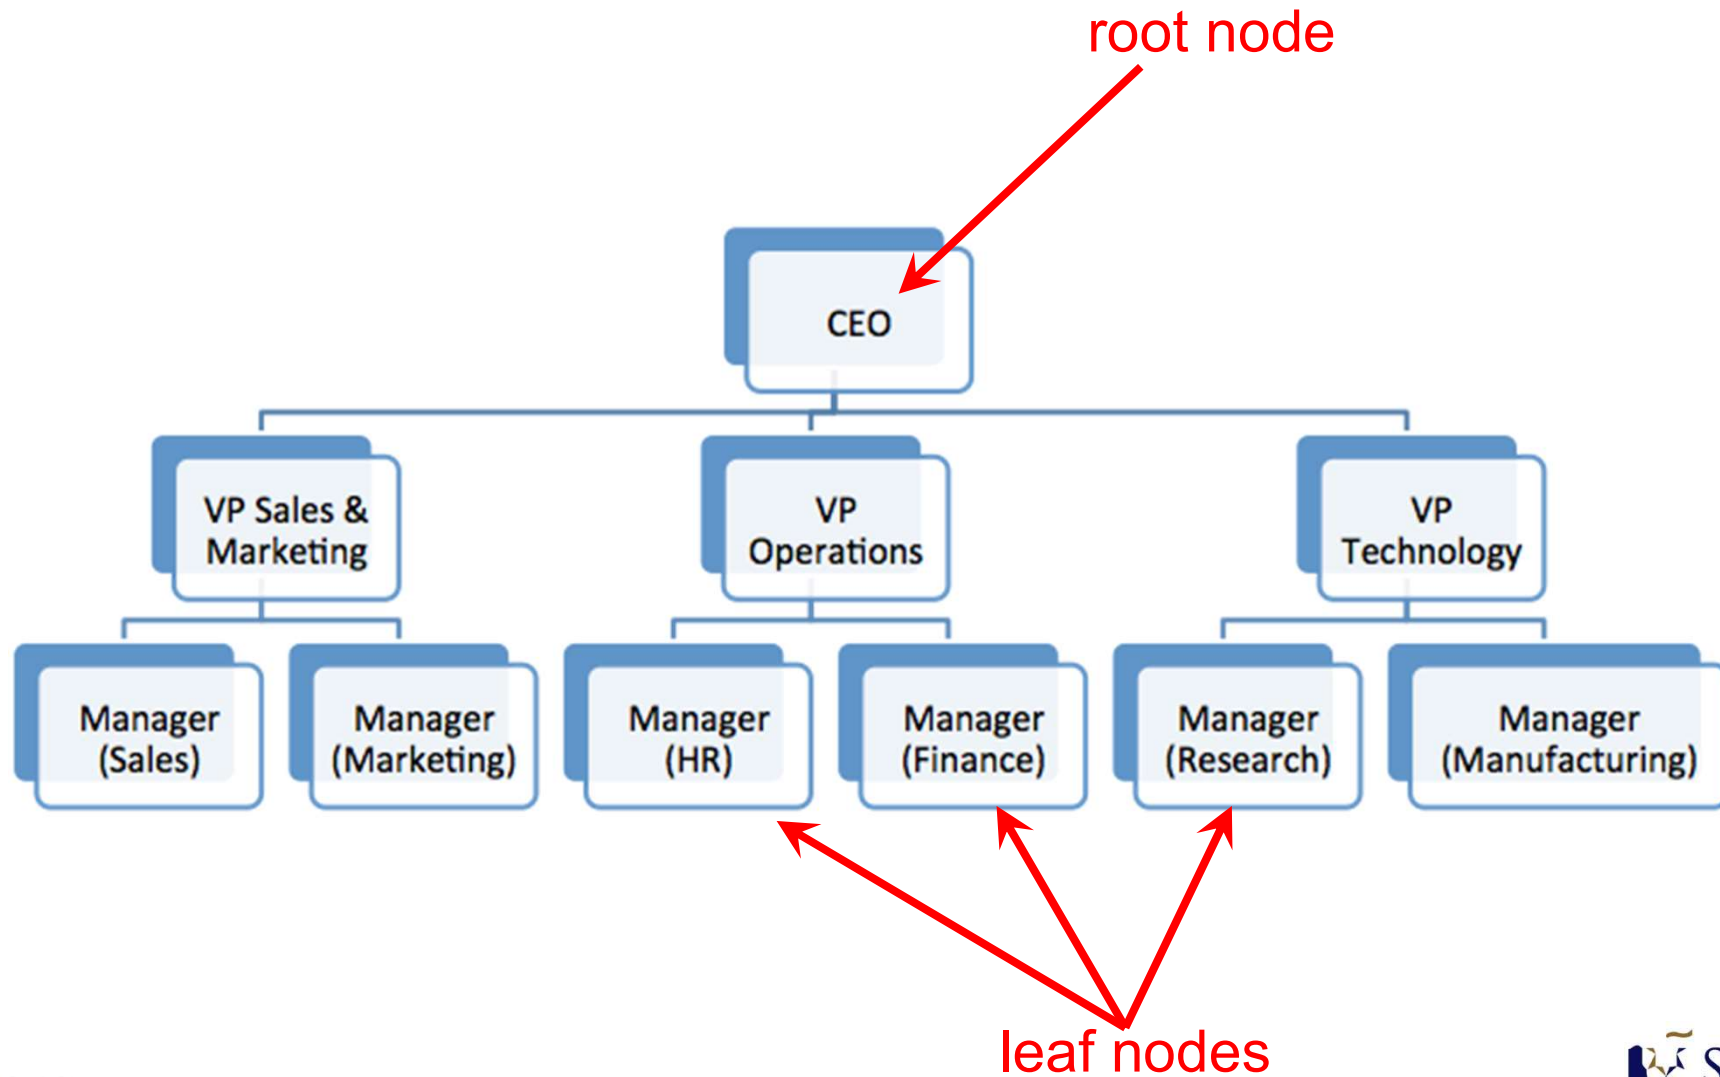 root node
CEO
VP Sales &
Marketing
VP
Operations
VP
Technology
Manager
(Sales)
Manager
(Marketing)
Manager
(HR)
Manager
(Finance)
Manager
(Research)
Manager
(Manufacturing)
leaf nodes